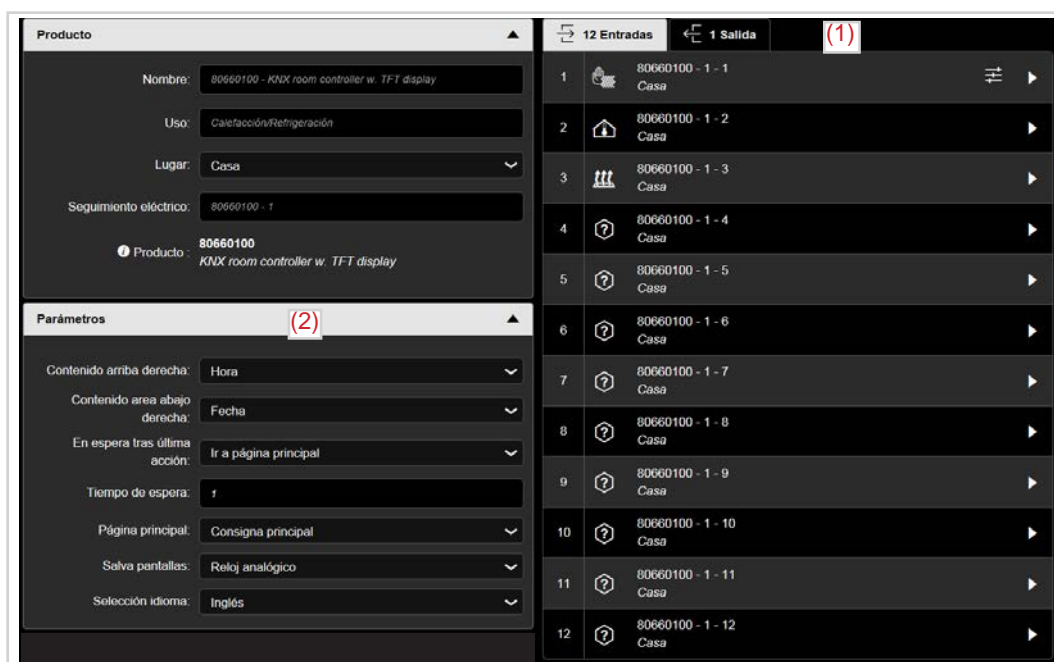 Producto
Nombre: 80660100 - KNX room controller w. TFT display
Uso: Calefacción/Refrigeración
Lugar: Casa
Seguimiento eléctrico: 80660100 - 1
Producto : 80660100
KNX room controller w. TFT display
Parámetros
(2)
Contenido arriba derecha: Hora
Contenido area abajo
derecha: Fecha
En espera tras última
acción: Ir a página principal
Tiempo de espera: 1
Página principal: Consigna principal
Salva pantallas: Reloj analógico
Selección idioma: Inglés
12 Entradas
1 Salida
(1)
1 80660100 - 1 - 1
Casa
2 80660100 - 1 - 2
Casa
3 80660100 - 1 - 3
Casa
4 80660100 - 1 - 4
Casa
5 80660100 - 1 - 5
Casa
6 80660100 - 1 - 6
Casa
7 80660100 - 1 - 7
Casa
8 80660100 - 1 - 8
Casa
9 80660100 - 1 - 9
Casa
10 80660100 - 1 - 10
Casa
11 80660100 - 1 - 11
Casa
12 80660100 - 1 - 12
Casa